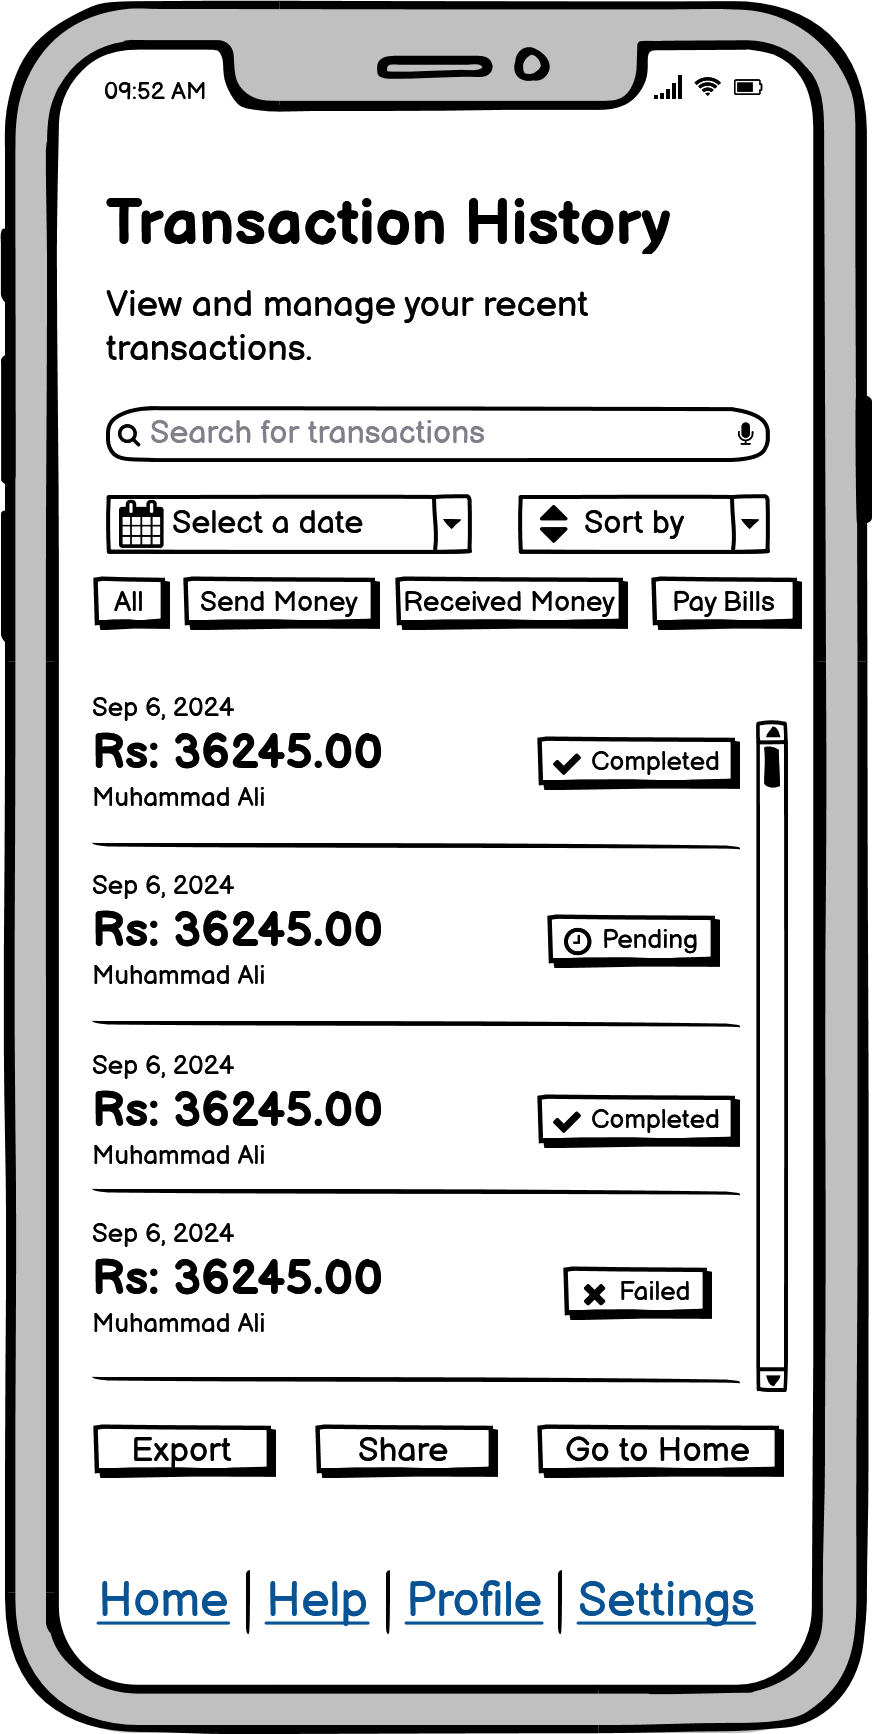 09:52 AM
Transaction History
View and manage your recent
transactions.
Search for transactions
Select a date
Sort by
All
Send Money
Received Money
Pay Bills
Sep 6, 2024
Rs: 36245.00
Muhammad Ali
Completed
Sep 6, 2024
Rs: 36245.00
Muhammad Ali
Pending
Sep 6, 2024
Rs: 36245.00
Muhammad Ali
Completed
Sep 6, 2024
Rs: 36245.00
Muhammad Ali
Failed
Export
Share
Go to Home
Home | Help | Profile | Settings